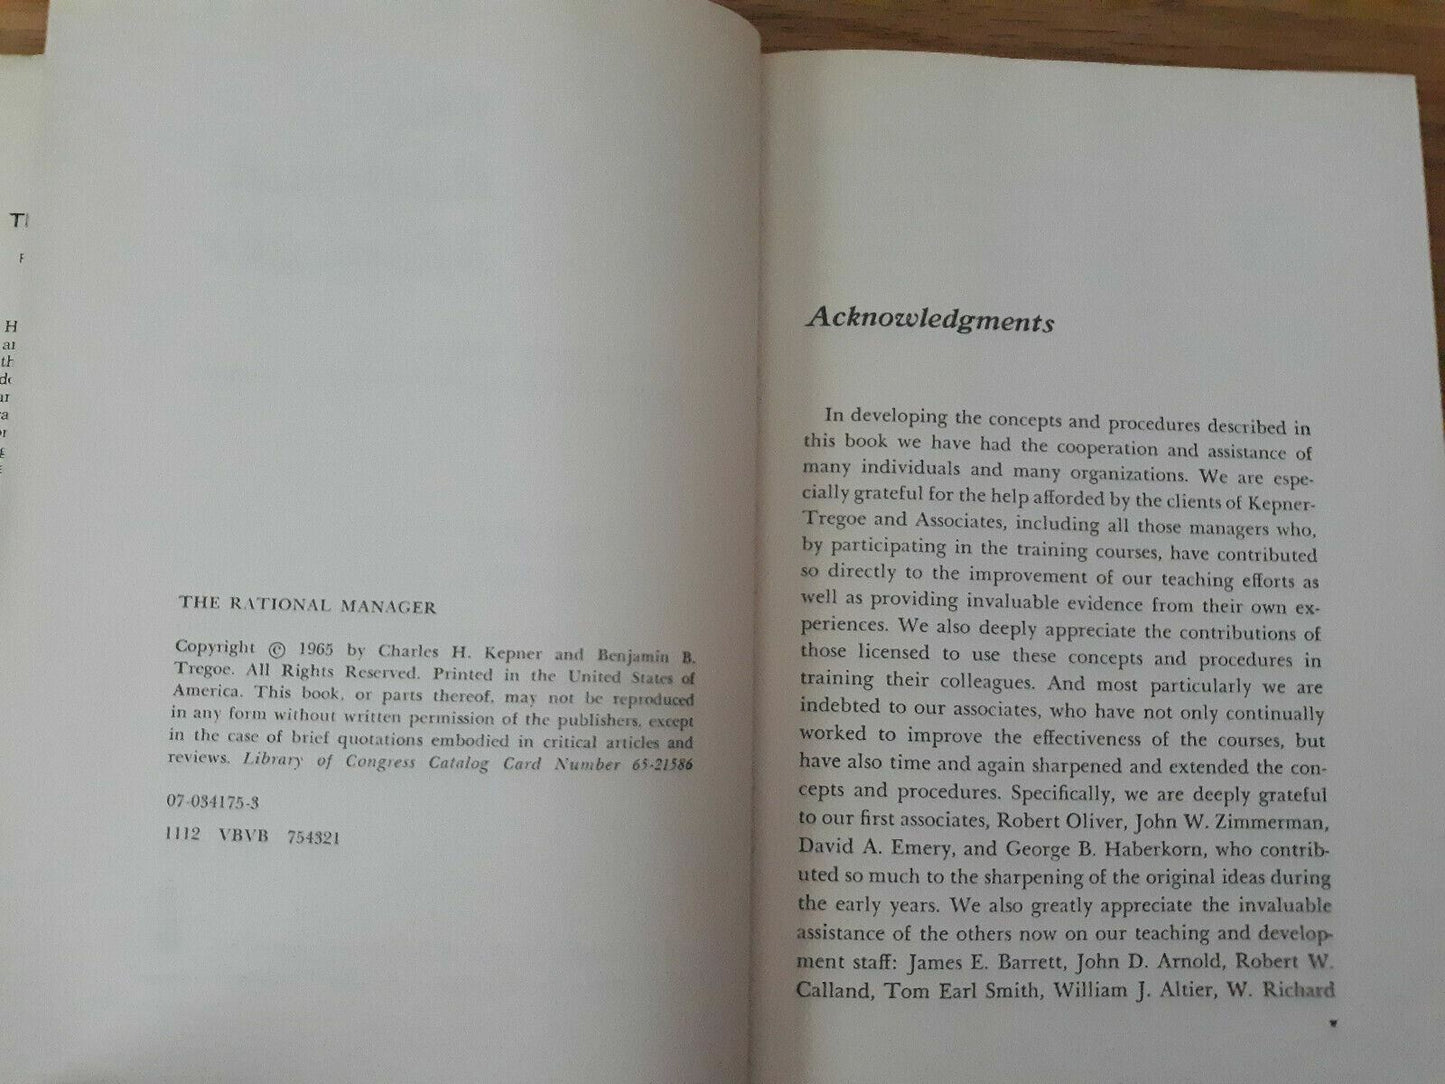 THE RATIONAL MANAGER
Copyright © 1965 by Charles H. Kepner and Benjamin B.
Tregoe. All Rights Reserved. Printed in the United States of
America. This book, or parts thereof, may not be reproduced
in any form without written permission of the publishers, except
in the case of brief quotations embodied in critical articles and
reviews. Library of Congress Catalog Card Number 65-21586
07-034175-3
1112 VBVB 754321
Acknowledgments
In developing the concepts and procedures described in
this book we have had the cooperation and assistance of
many individuals and many organizations. We are espe-
cially grateful for the help afforded by the clients of Kepner-
Tregoe and Associates, including all those managers who,
by participating in the training courses, have contributed
so directly to the improvement of our teaching efforts as
well as providing invaluable evidence from their own ex-
periences. We also deeply appreciate the contributions of
those licensed to use these concepts and procedures in
training their colleagues. And most particularly we are
indebted to our associates, who have not only continually
worked to improve the effectiveness of the courses, but
have also time and again sharpened and extended the con-
cepts and procedures. Specifically, we are deeply grateful
to our first associates, Robert Oliver, John W. Zimmerman,
David A. Emery, and George B. Haberkorn, who contrib-
uted so much to the sharpening of the original ideas during
the early years. We also greatly appreciate the invaluable
assistance of the others now on our teaching and develop-
ment staff: James E. Barrett, John D. Arnold, Robert W.
Calland, Tom Earl Smith, William J. Altier, W. Richard
v